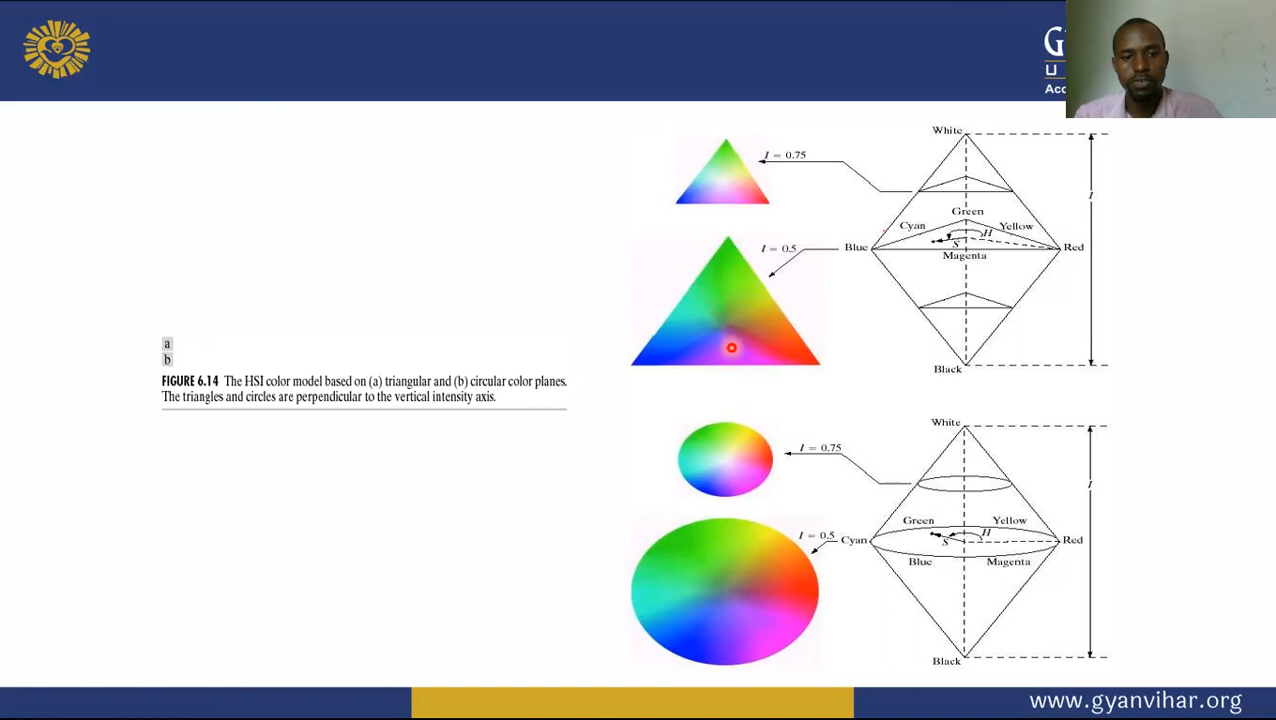 G
U
Acc
a
b
FIGURE 6.14 The HSI color model based on (a) triangular and (b) circular color planes.
The triangles and circles are perpendicular to the vertical intensity axis.
White
I = 0.75
I
Green
Cyan
Yellow
H
I = 0.5
Blue
S
Red
Magenta
Black
White
I = 0.75
I
Green
Yellow
I = 0.5
Cyan
H
S
Red
Blue
Magenta
Black
www.gyanvihar.org